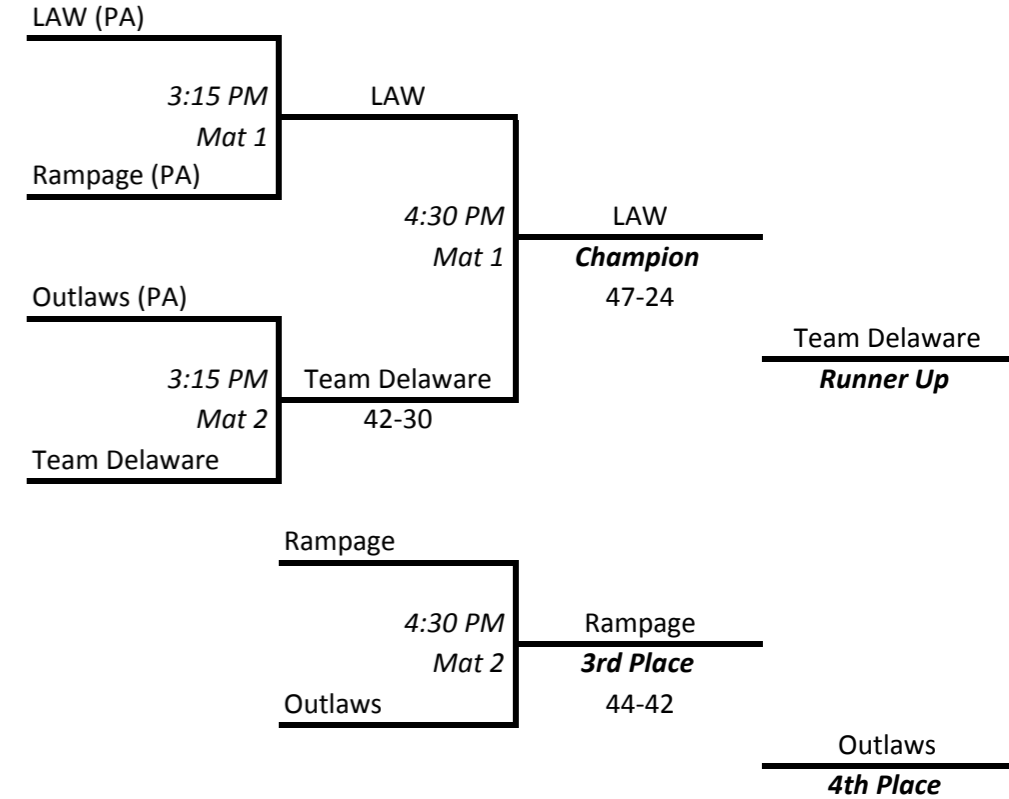 LAW (PA)
3:15 PM
LAW
Mat 1
Rampage (PA)
4:30 PM
LAW
Mat 1
Champion
Outlaws (PA)
47-24
Team Delaware
3:15 PM
Team Delaware
Runner Up
Mat 2
42-30
Team Delaware
Rampage
4:30 PM
Rampage
Mat 2
3rd Place
Outlaws
44-42
Outlaws
4th Place